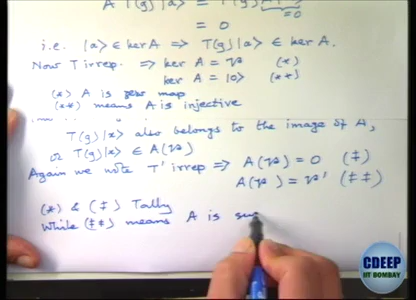 A T(g)|a> = T'(g) A|a>
= 0
i.e. |a> ∈ ker A ⟹ T(g)|a> ∈ ker A.
Now T irrep. ⟹ ker A = 𝒱 (*)
ker A = |0> (**)
(*) A is zero map
(**) means A is injective
T(g)|x> also belongs to the image of A,
or T(g)|x> ∈ A(𝒱)
Again we note T' irrep ⟹ A(𝒱) = 0 (‡)
A(𝒱) = 𝒱' (‡‡)
(*) & (‡) Tally
While (‡‡) means A is su
CDEEP
IIT BOMBAY